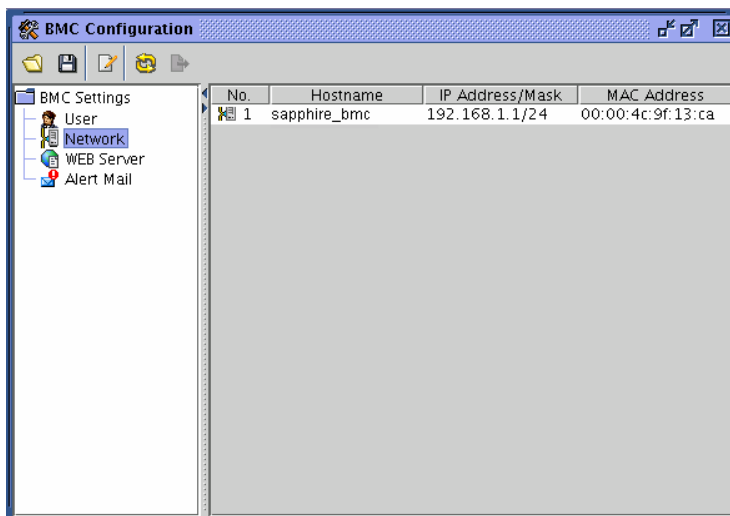 BMC Configuration
BMC Settings
User
Network
WEB Server
Alert Mail
No. Hostname IP Address/Mask MAC Address
1 sapphire_bmc 192.168.1.1/24 00:00:4c:9f:13:ca